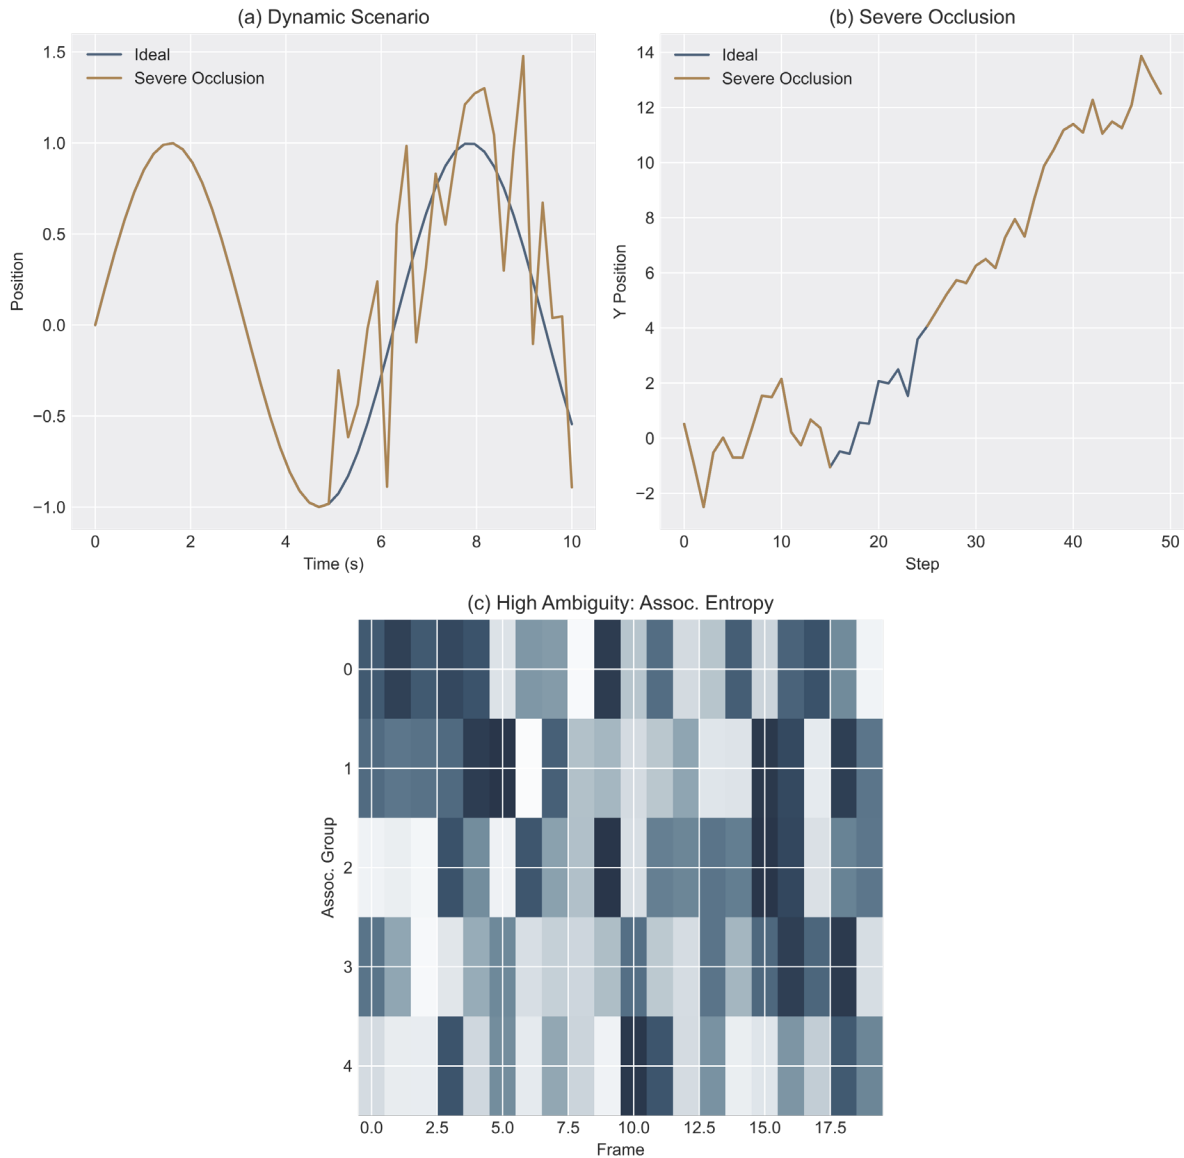 (a) Dynamic Scenario
Ideal
Severe Occlusion
1.5
1.0
0.5
0.0
−0.5
−1.0
Position
0 2 4 6 8 10
Time (s)
(b) Severe Occlusion
Ideal
Severe Occlusion
14
12
10
8
6
4
2
0
−2
Y Position
0 10 20 30 40 50
Step
(c) High Ambiguity: Assoc. Entropy
0
1
2
3
4
Assoc. Group
0.0 2.5 5.0 7.5 10.0 12.5 15.0 17.5
Frame